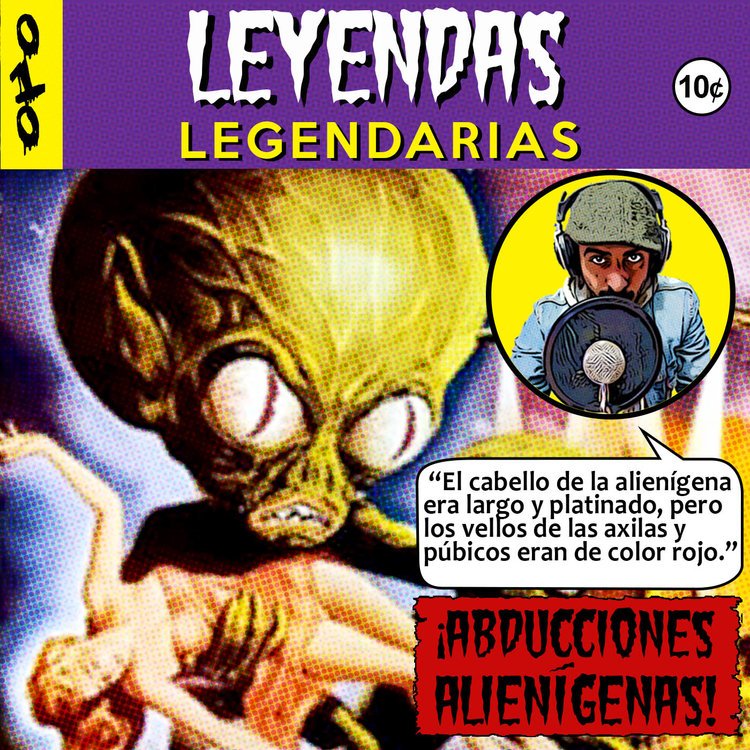 LEYENDAS
LEGENDARIAS
10¢
“El cabello de la alienígena
era largo y platinado, pero
los vellos de las axilas y
púbicos eran de color rojo.”
¡ABDUCCIONES
ALIENÍGENAS!